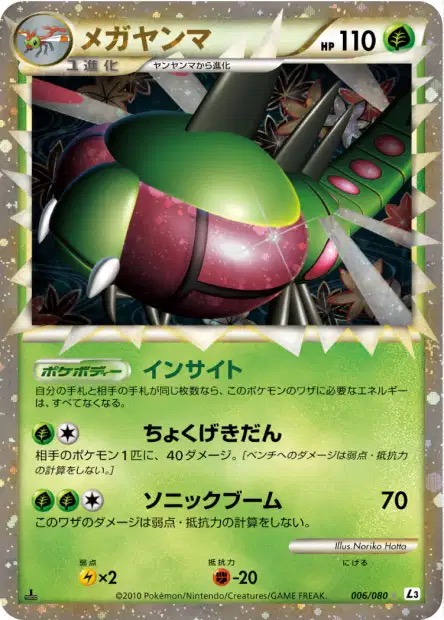 メガヤンマ HP 110
1進化 ヤンヤンマから進化
ポケボディー インサイト
自分の手札と相手の手札が同じ枚数なら、このポケモンのワザに必要なエネルギー
は、すべてなくなる。
ちょくげきだん
相手のポケモン1匹に、40ダメージ。[ベンチへのダメージは弱点・抵抗力
の計算をしない。]
ソニックブーム 70
このワザのダメージは弱点・抵抗力の計算をしない。
Illus.Noriko Hotta
弱点 抵抗力 にげる
×2 -20
1 ©2010 Pokémon/Nintendo/Creatures/GAME FREAK. 006/080 L3